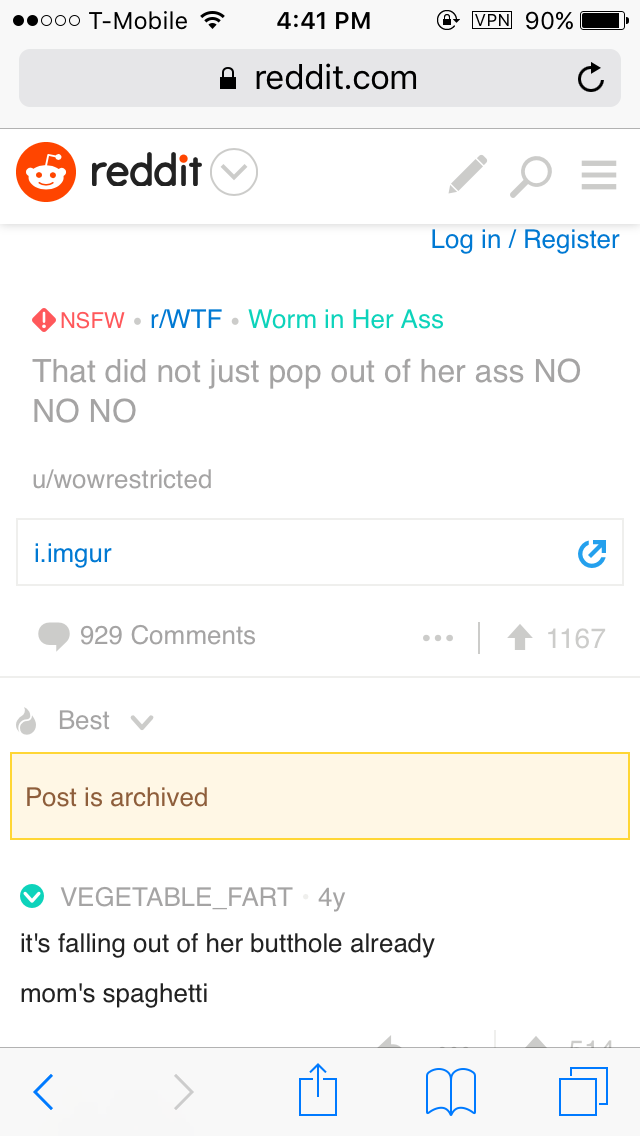 T-Mobile 4:41 PM VPN 90%
reddit.com
reddit
Log in / Register
NSFW • r/WTF • Worm in Her Ass
That did not just pop out of her ass NO
NO NO
u/wowrestricted
i.imgur
929 Comments ••• 1167
Best
Post is archived
VEGETABLE_FART • 4y
it's falling out of her butthole already
mom's spaghetti
514